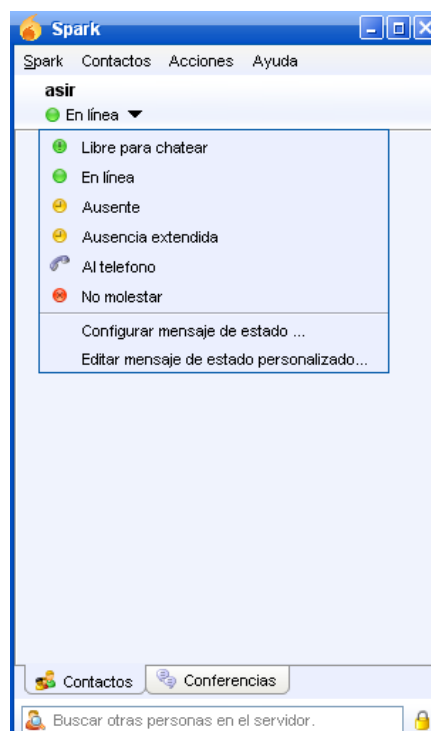 Spark
Spark Contactos Acciones Ayuda
asir
En línea
Libre para chatear
En línea
Ausente
Ausencia extendida
Al telefono
No molestar
Configurar mensaje de estado ...
Editar mensaje de estado personalizado...
Contactos Conferencias
Buscar otras personas en el servidor.